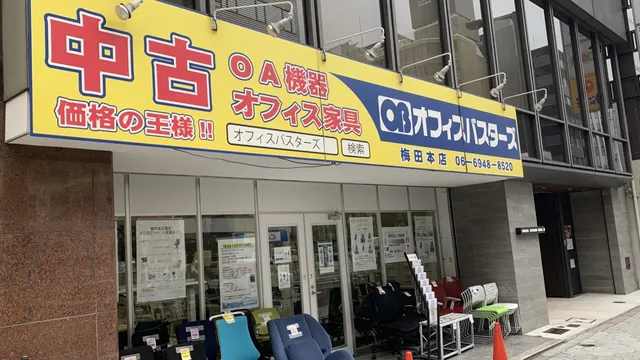 中古
OA機器
オフィス家具
価格の王様!!
オフィスバスターズ 検索
OB オフィスバスターズ
梅田本店 06-6948-8520